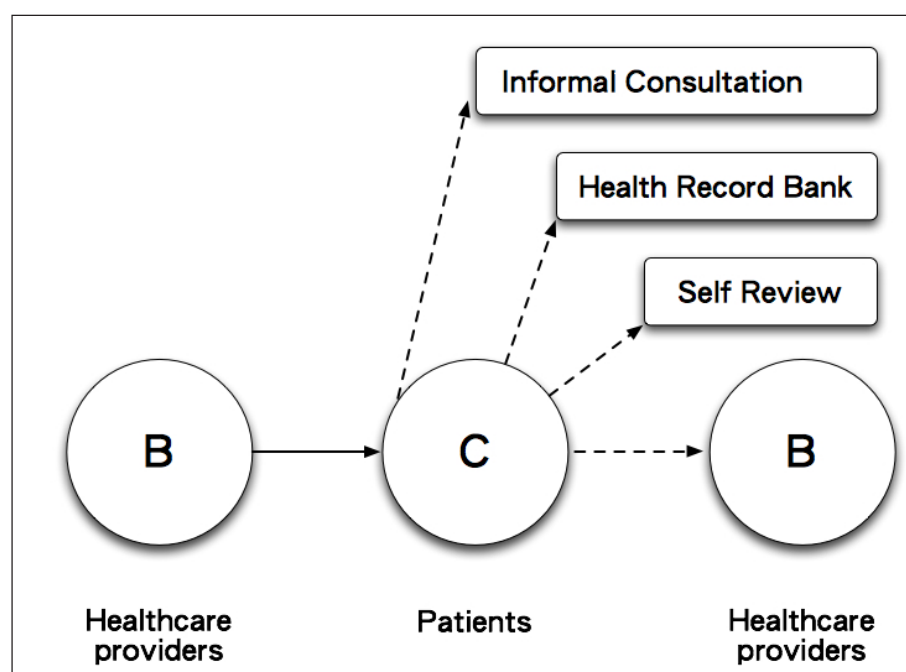 Informal Consultation
Health Record Bank
Self Review
B
C
B
Healthcare
providers
Patients
Healthcare
providers